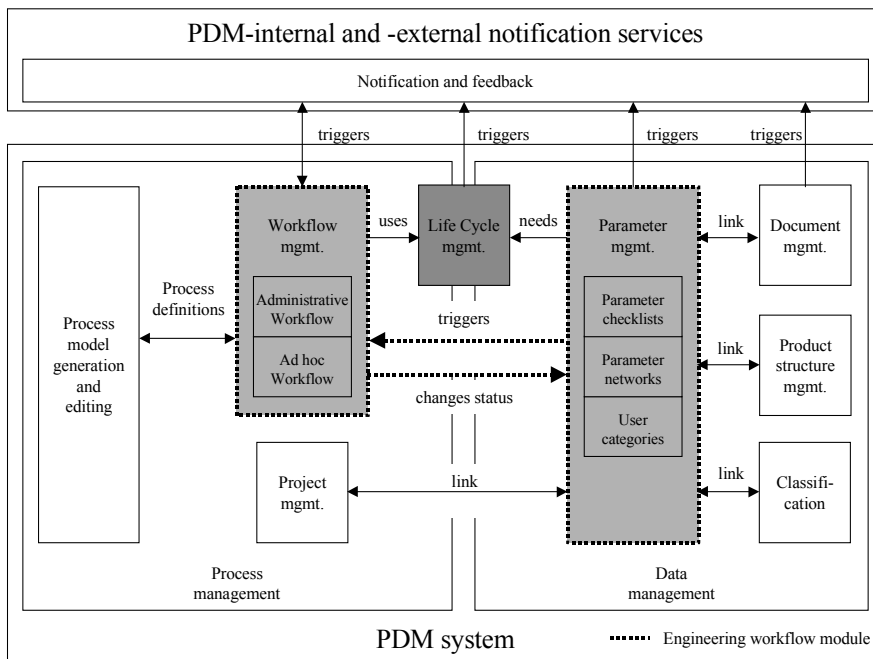 PDM-internal and -external notification services
Notification and feedback
triggers
triggers
triggers
triggers
Workflow
mgmt.
uses
Life Cycle
mgmt.
needs
Parameter
mgmt.
link
Document
mgmt.
Process
definitions
Administrative
Workflow
triggers
Parameter
checklists
Process
model
generation
and
editing
Ad hoc
Workflow
changes status
Parameter
networks
link
Product
structure
mgmt.
User
categories
Project
mgmt.
link
link
Classifi-
cation
Process
management
Data
management
PDM system
Engineering workflow module